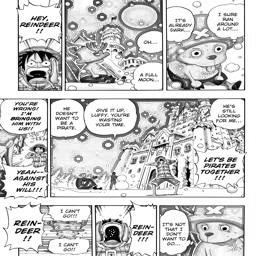 I SURE
RAN
AROUND
A LOT...
IT'S
ALREADY
DARK...
OH...
A FULL
MOON...
HEY,
REINDEER
!!
HE'S
STILL
LOOKING
FOR ME...
LET'S BE
PIRATES
TOGETHER
!!!
GIVE IT UP,
LUFFY. YOU'RE
WASTING
YOUR TIME.
HE DOESN'T
WANT TO
BE A
PIRATE.
YOU'RE
WRONG!
I'M
BRINGING
HIM WITH
US!!
YEAH--
AGAINST
HIS
WILL!!!
IT'S NOT
THAT I
DON'T
WANT TO
GO...
REIN-
DEER
!!
I CAN'T
GO!!!
I CAN'T
GO!!
REIN-
DEER
!!